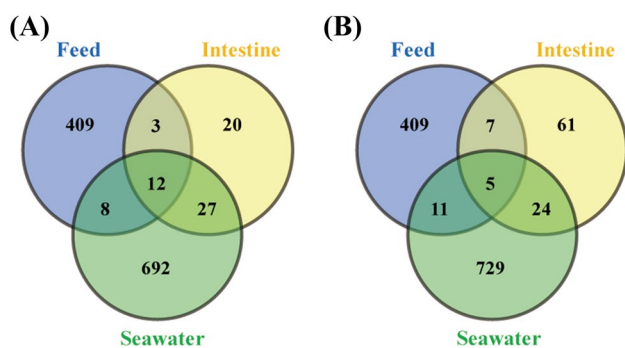 (A)
Feed Intestine
409 3 20
12
8 27
692
Seawater
(B)
Feed Intestine
409 7 61
5
11 24
729
Seawater